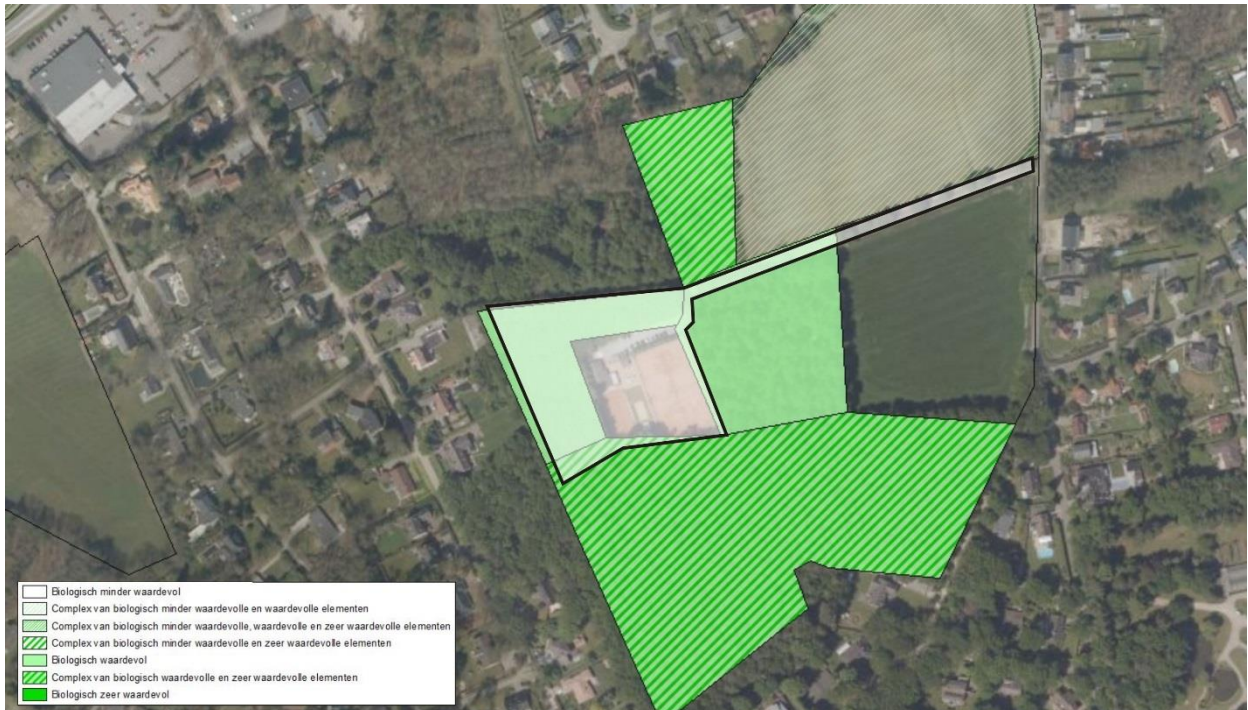 Biologisch minder waardevol
Complex van biologisch minder waardevolle en waardevolle elementen
Complex van biologisch minder waardevolle, waardevolle en zeer waardevolle elementen
Complex van biologisch minder waardevolle en zeer waardevolle elementen
Biologisch waardevol
Complex van biologisch waardevolle en zeer waardevolle elementen
Biologisch zeer waardevol